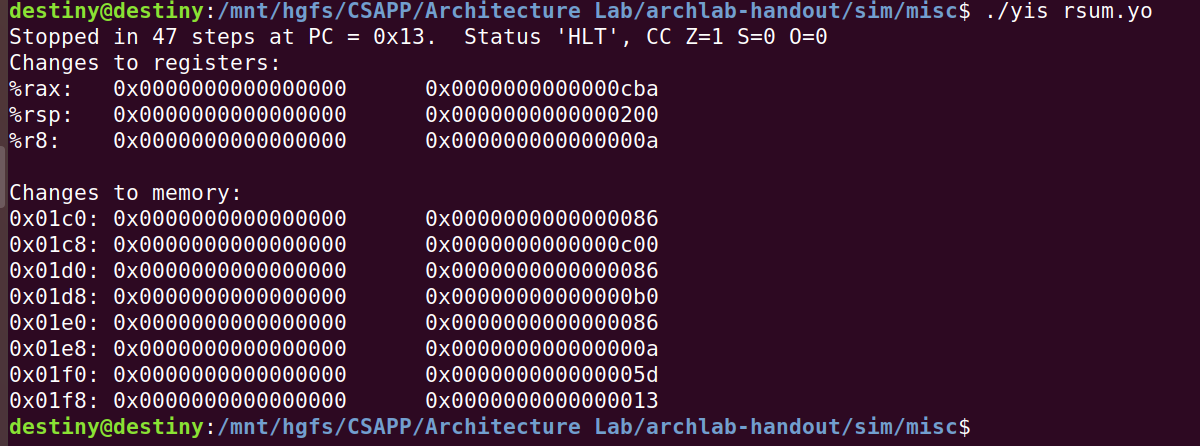 destiny@destiny:/mnt/hgfs/CSAPP/Architecture Lab/archlab-handout/sim/misc$ ./yis rsum.yo
Stopped in 47 steps at PC = 0x13.  Status 'HLT', CC Z=1 S=0 O=0
Changes to registers:
%rax:   0x0000000000000000      0x0000000000000cba
%rsp:   0x0000000000000000      0x0000000000000200
%r8:    0x0000000000000000      0x000000000000000a

Changes to memory:
0x01c0: 0x0000000000000000      0x0000000000000086
0x01c8: 0x0000000000000000      0x0000000000000c00
0x01d0: 0x0000000000000000      0x0000000000000086
0x01d8: 0x0000000000000000      0x00000000000000b0
0x01e0: 0x0000000000000000      0x0000000000000086
0x01e8: 0x0000000000000000      0x000000000000000a
0x01f0: 0x0000000000000000      0x000000000000005d
0x01f8: 0x0000000000000000      0x0000000000000013
destiny@destiny:/mnt/hgfs/CSAPP/Architecture Lab/archlab-handout/sim/misc$